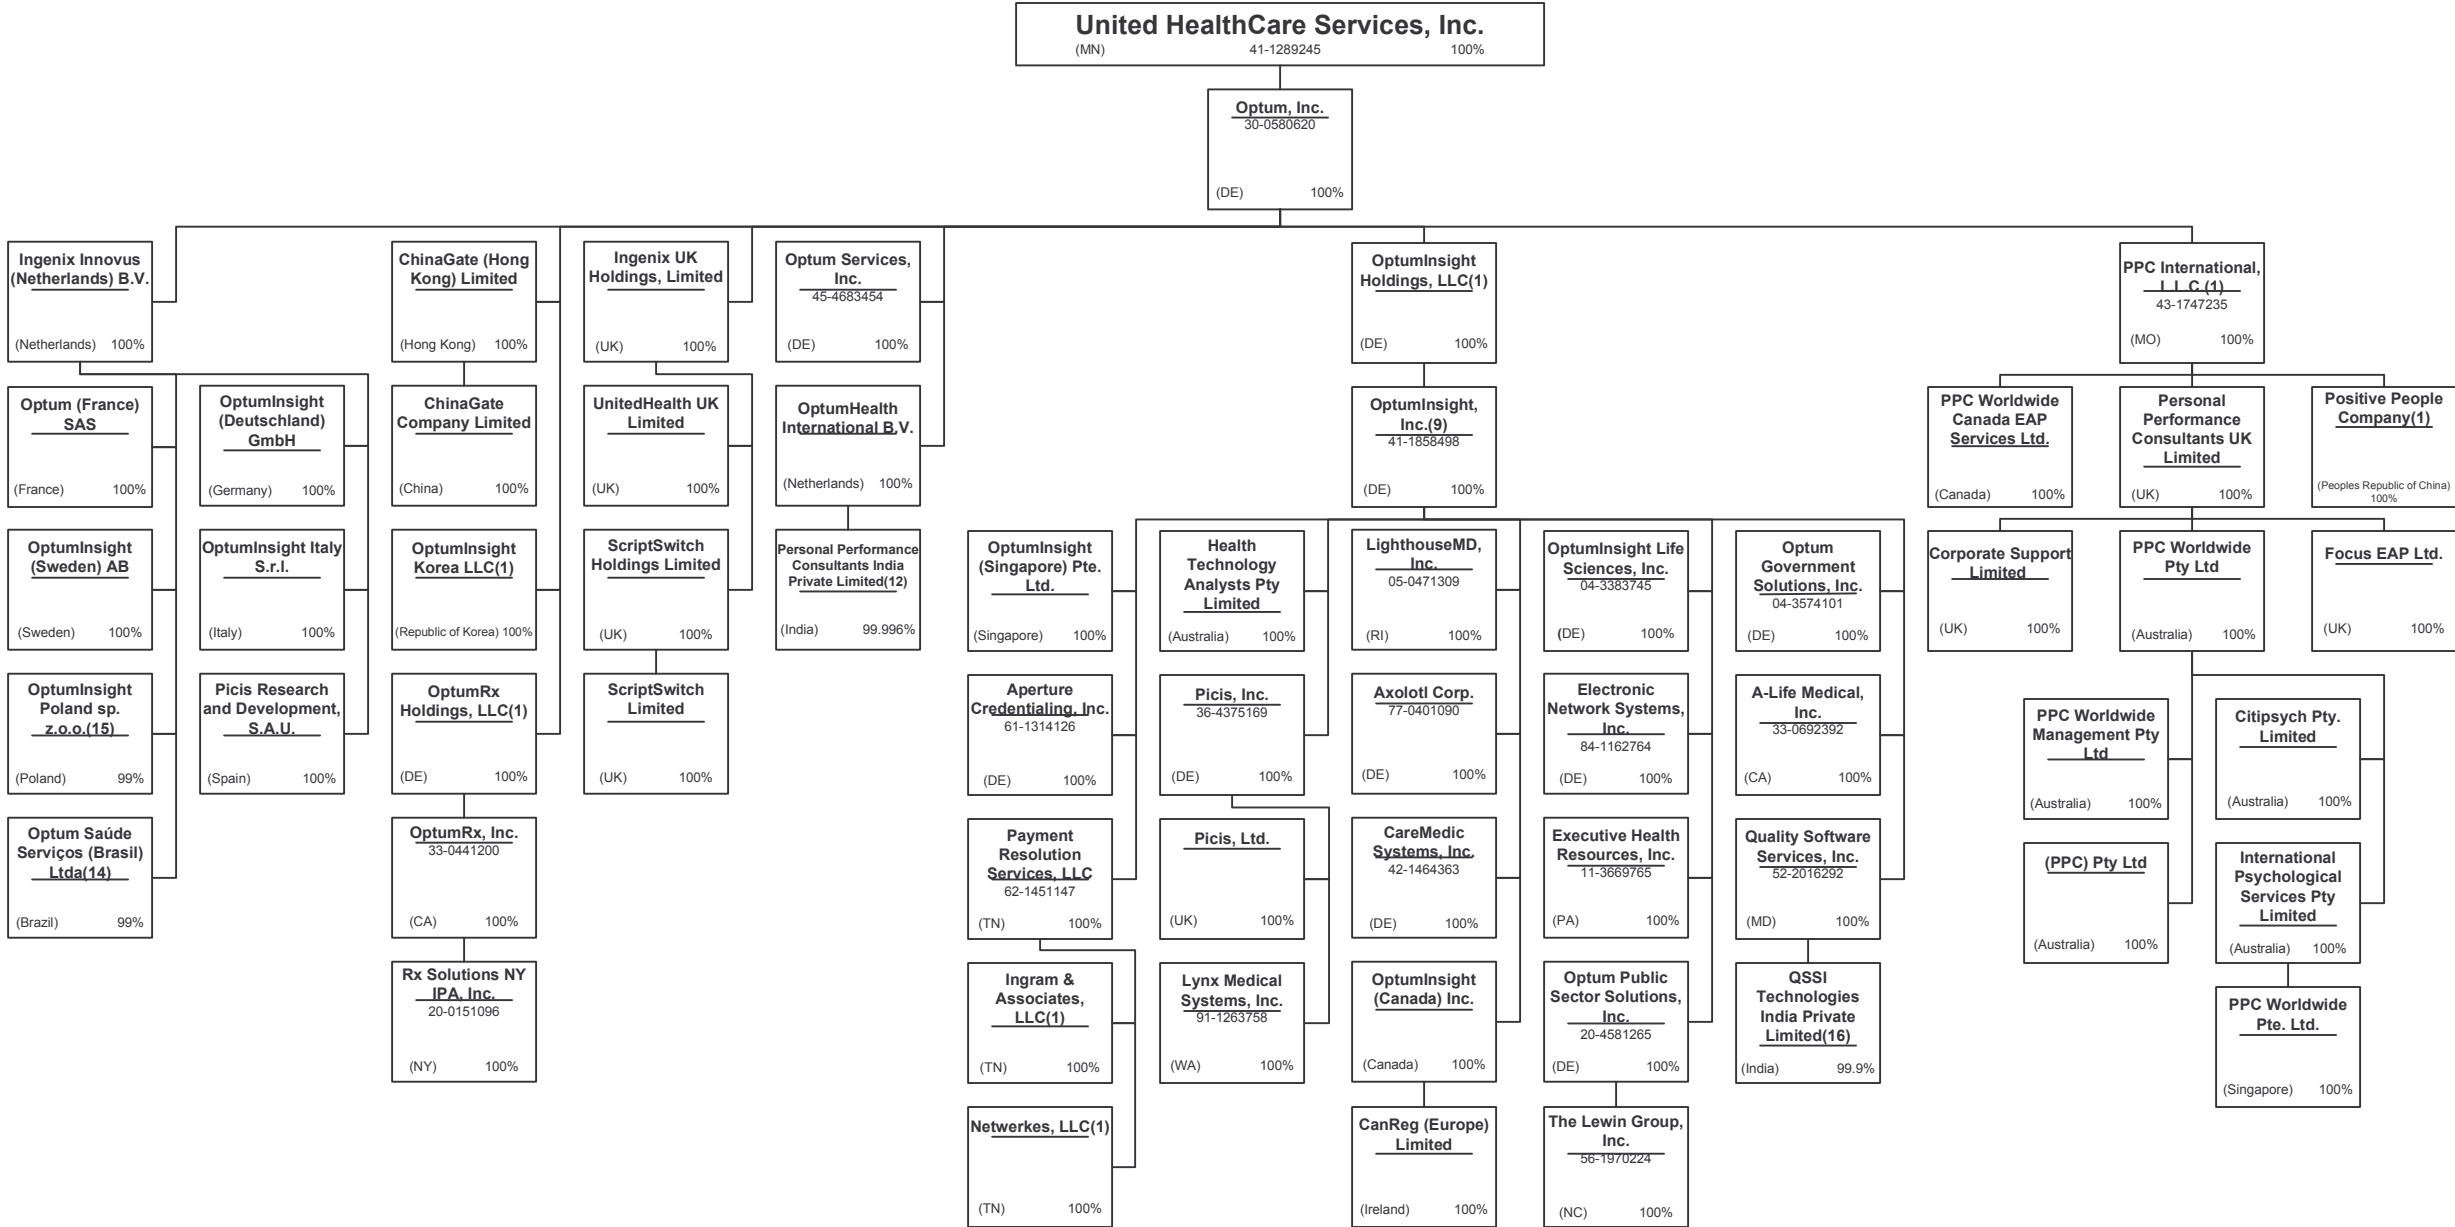 United HealthCare Services, Inc.
(MN) 41-1289245 100%
Optum, Inc.
30-0580620
(DE) 100%
Ingenix Innovus
(Netherlands) B.V.
(Netherlands) 100%
ChinaGate (Hong
Kong) Limited
(Hong Kong) 100%
Ingenix UK
Holdings, Limited
(UK) 100%
Optum Services,
Inc.
45-4683454
(DE) 100%
OptumInsight
Holdings, LLC(1)
(DE) 100%
PPC International,
L.L.C.(1)
43-1747235
(MO) 100%
Optum (France)
SAS
(France) 100%
OptumInsight
(Deutschland)
GmbH
(Germany) 100%
ChinaGate
Company Limited
(China) 100%
UnitedHealth UK
Limited
(UK) 100%
OptumHealth
International B.V.
(Netherlands) 100%
OptumInsight,
Inc.(9)
41-1858498
(DE) 100%
PPC Worldwide
Canada EAP
Services Ltd.
(Canada) 100%
Personal
Performance
Consultants UK
Limited
(UK) 100%
Positive People
Company(1)
(Peoples Republic of China)
100%
OptumInsight
(Sweden) AB
(Sweden) 100%
OptumInsight Italy
S.r.l.
(Italy) 100%
OptumInsight
Korea LLC(1)
(Republic of Korea) 100%
ScriptSwitch
Holdings Limited
(UK) 100%
Personal Performance
Consultants India
Private Limited(12)
(India) 99.996%
OptumInsight
(Singapore) Pte.
Ltd.
(Singapore) 100%
Health
Technology
Analysts Pty
Limited
(Australia) 100%
LighthouseMD,
Inc.
05-0471309
(RI) 100%
OptumInsight Life
Sciences, Inc.
04-3383745
(DE) 100%
Optum
Government
Solutions, Inc.
04-3574101
(DE) 100%
Corporate Support
Limited
(UK) 100%
PPC Worldwide
Pty Ltd
(Australia) 100%
Focus EAP Ltd.
(UK) 100%
OptumInsight
Poland sp.
z.o.o.(15)
(Poland) 99%
Picis Research
and Development,
S.A.U.
(Spain) 100%
OptumRx
Holdings, LLC(1)
(DE) 100%
ScriptSwitch
Limited
(UK) 100%
Aperture
Credentialing, Inc.
61-1314126
(DE) 100%
Picis, Inc.
36-4375169
(DE) 100%
Axolotl Corp.
77-0401090
(DE) 100%
Electronic
Network Systems,
Inc.
84-1162764
(DE) 100%
A-Life Medical,
Inc.
33-0692392
(CA) 100%
PPC Worldwide
Management Pty
Ltd
(Australia) 100%
Citipsych Pty.
Limited
(Australia) 100%
Optum Saúde
Serviços (Brasil)
Ltda(14)
(Brazil) 99%
OptumRx, Inc.
33-0441200
(CA) 100%
Payment
Resolution
Services, LLC
62-1451147
(TN) 100%
Picis, Ltd.
(UK) 100%
CareMedic
Systems, Inc.
42-1464363
(DE) 100%
Executive Health
Resources, Inc.
11-3669765
(PA) 100%
Quality Software
Services, Inc.
52-2016292
(MD) 100%
(PPC) Pty Ltd
(Australia) 100%
International
Psychological
Services Pty
Limited
(Australia) 100%
Rx Solutions NY
IPA, Inc.
20-0151096
(NY) 100%
Ingram &
Associates,
LLC(1)
(TN) 100%
Lynx Medical
Systems, Inc.
91-1263758
(WA) 100%
OptumInsight
(Canada) Inc.
(Canada) 100%
Optum Public
Sector Solutions,
Inc.
20-4581265
(DE) 100%
QSSI
Technologies
India Private
Limited(16)
(India) 99.9%
PPC Worldwide
Pte. Ltd.
(Singapore) 100%
Netwerkes, LLC(1)
(TN) 100%
CanReg (Europe)
Limited
(Ireland) 100%
The Lewin Group,
Inc.
56-1970224
(NC) 100%